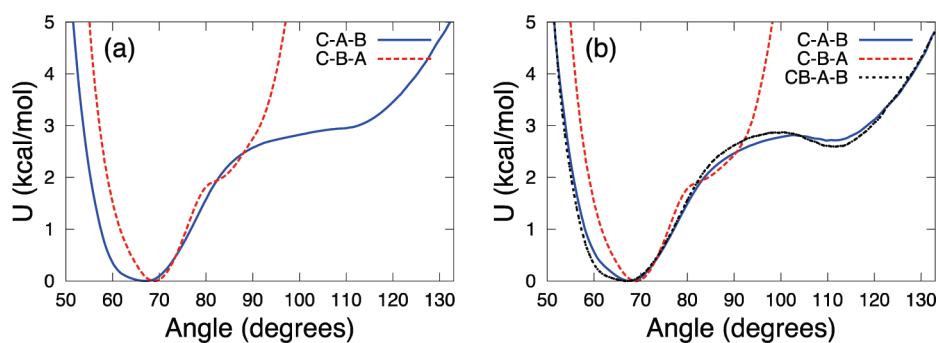 (a)
C-A-B
C-B-A
U (kcal/mol)
5
4
3
2
1
0
50 60 70 80 90 100 110 120 130
Angle (degrees)
(b)
C-A-B
C-B-A
CB-A-B
U (kcal/mol)
5
4
3
2
1
0
50 60 70 80 90 100 110 120 130
Angle (degrees)